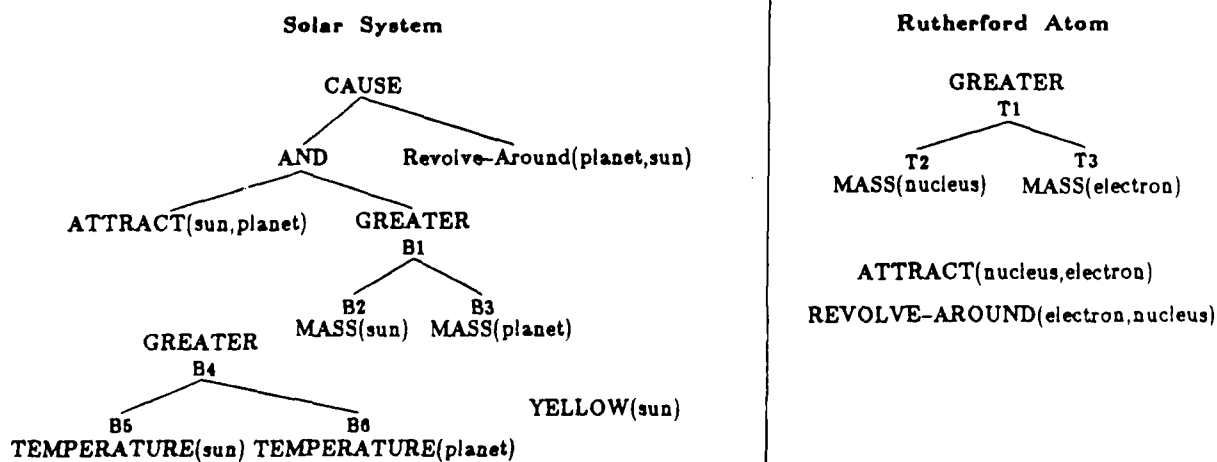 Solar System
CAUSE
AND Revolve-Around(planet,sun)
ATTRACT(sun,planet) GREATER
B1
B2 B3
MASS(sun) MASS(planet)
GREATER
B4
B5 B6
TEMPERATURE(sun) TEMPERATURE(planet)
YELLOW(sun)
Rutherford Atom
GREATER
T1
T2 T3
MASS(nucleus) MASS(electron)
ATTRACT(nucleus,electron)
REVOLVE-AROUND(electron,nucleus)